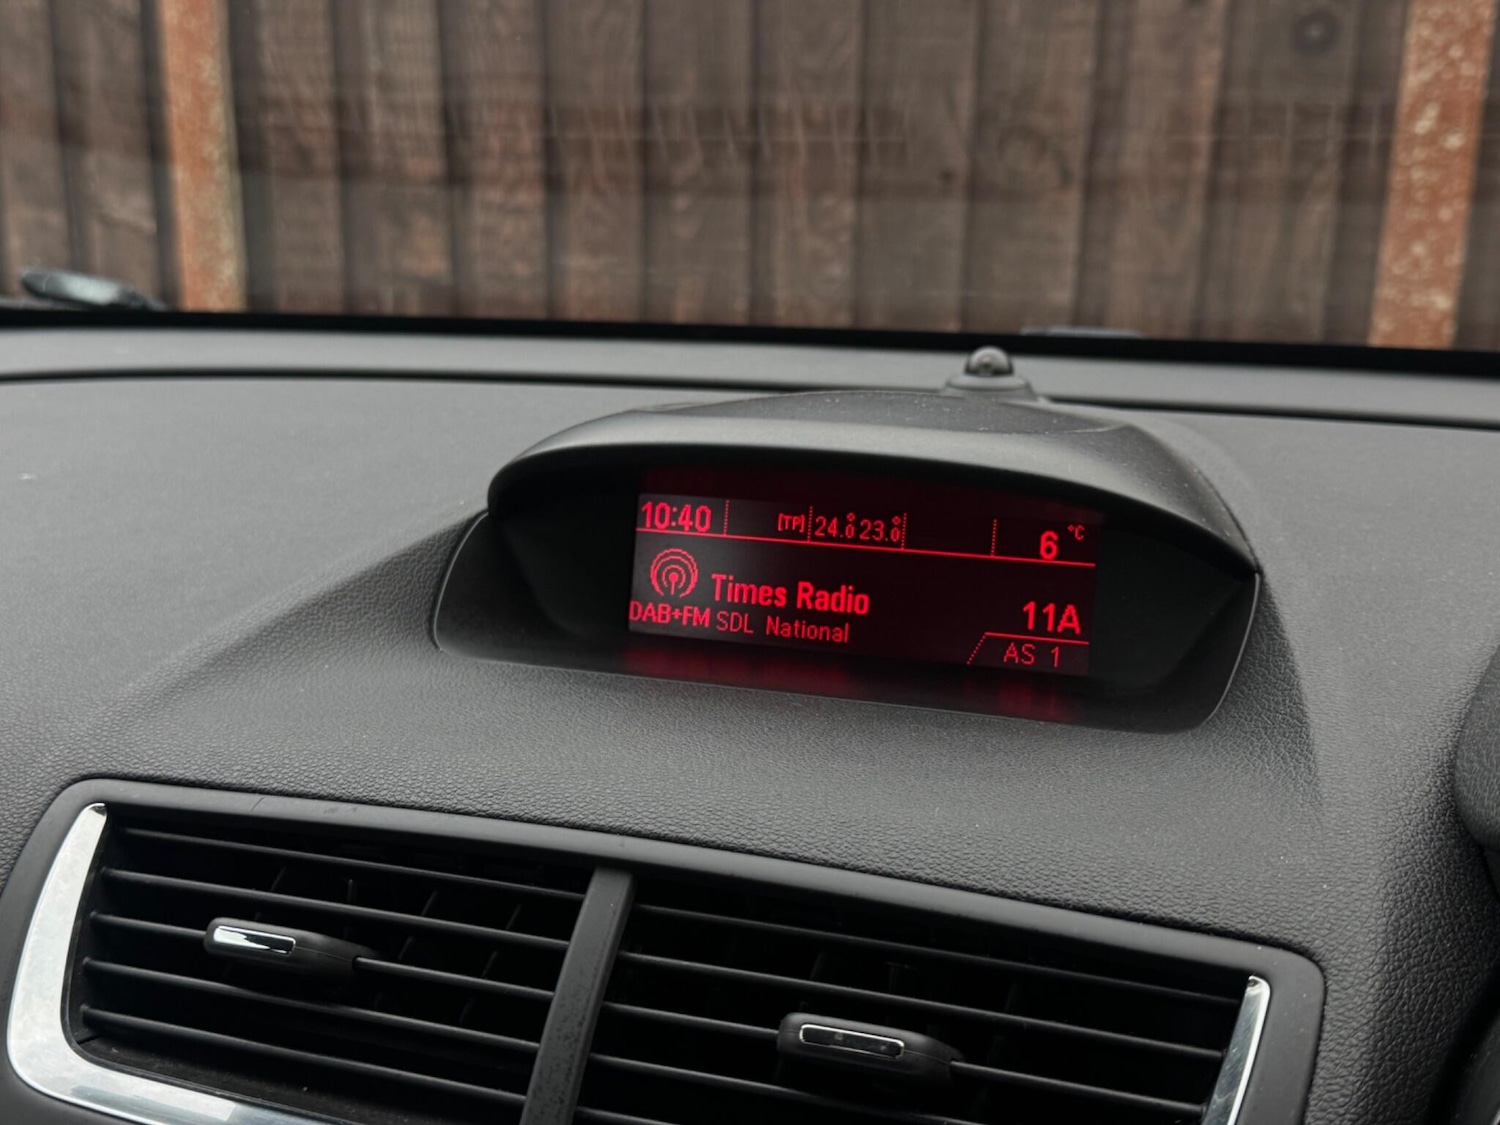 10:40 [TP] 24.0° 23.0° 6 °C
Times Radio
DAB+FM SDL National 11A
AS 1